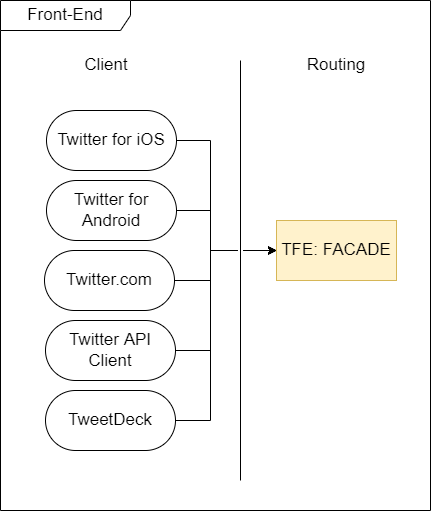 Front-End
Client
Routing
Twitter for iOS
Twitter for
Android
Twitter.com
Twitter API
Client
TweetDeck
TFE: FACADE